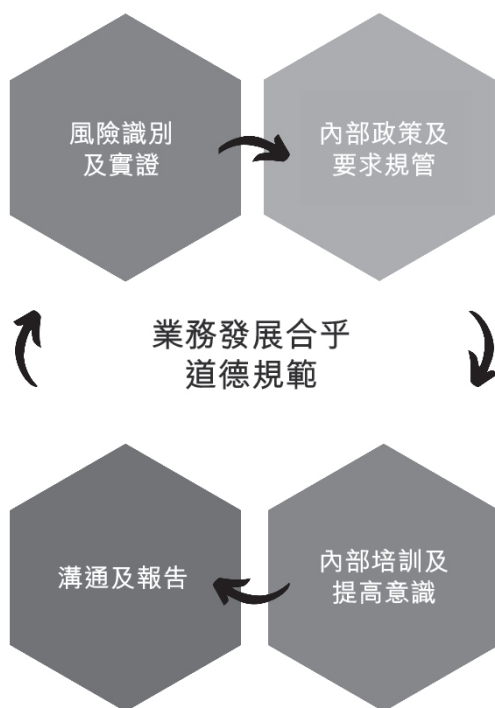 風險識別
及實證
內部政策及
要求規管
業務發展合乎
道德規範
溝通及報告
內部培訓及
提高意識